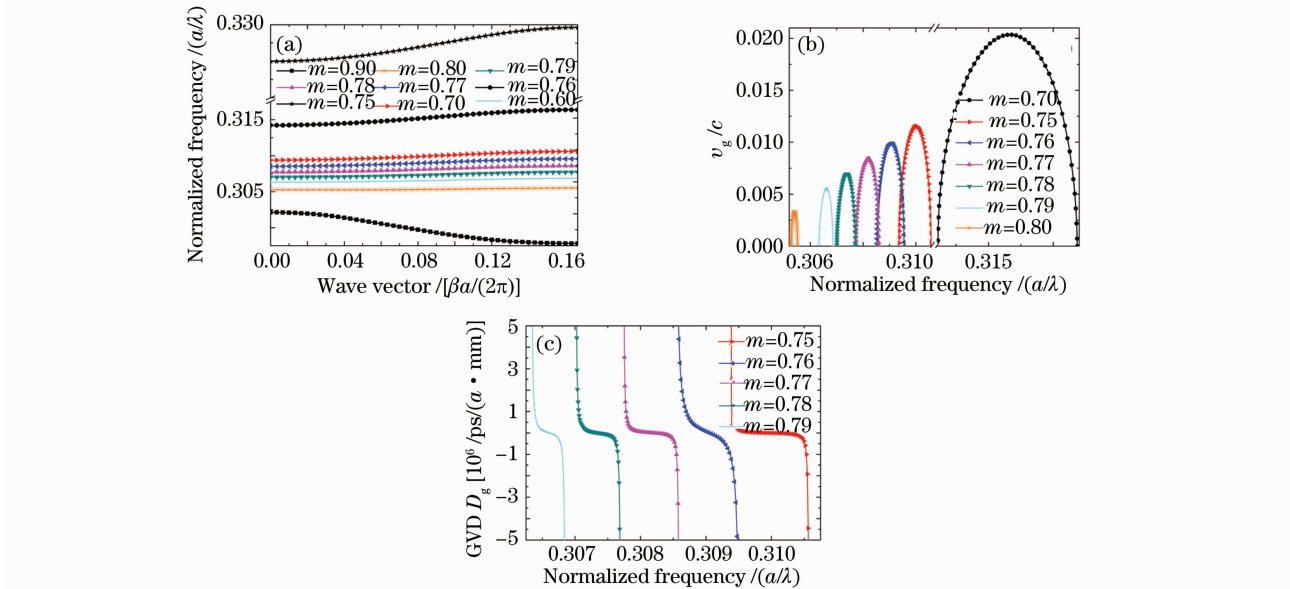 (a)
Normalized frequency /(a/λ)
0.330
0.315
0.305
m=0.90
m=0.80
m=0.79
m=0.78
m=0.77
m=0.76
m=0.75
m=0.70
m=0.60
0.00
0.04
0.08
0.12
0.16
Wave vector /[βa/(2π)]
(b)
v_g/c
0.020
0.015
0.010
0.005
0.000
m=0.70
m=0.75
m=0.76
m=0.77
m=0.78
m=0.79
m=0.80
0.306
0.310
0.315
Normalized frequency /(a/λ)
(c)
GVD D_g [10⁶/ps/(a • mm)]
5
3
1
−1
−3
−5
m=0.75
m=0.76
m=0.77
m=0.78
m=0.79
0.307
0.308
0.309
0.310
Normalized frequency /(a/λ)